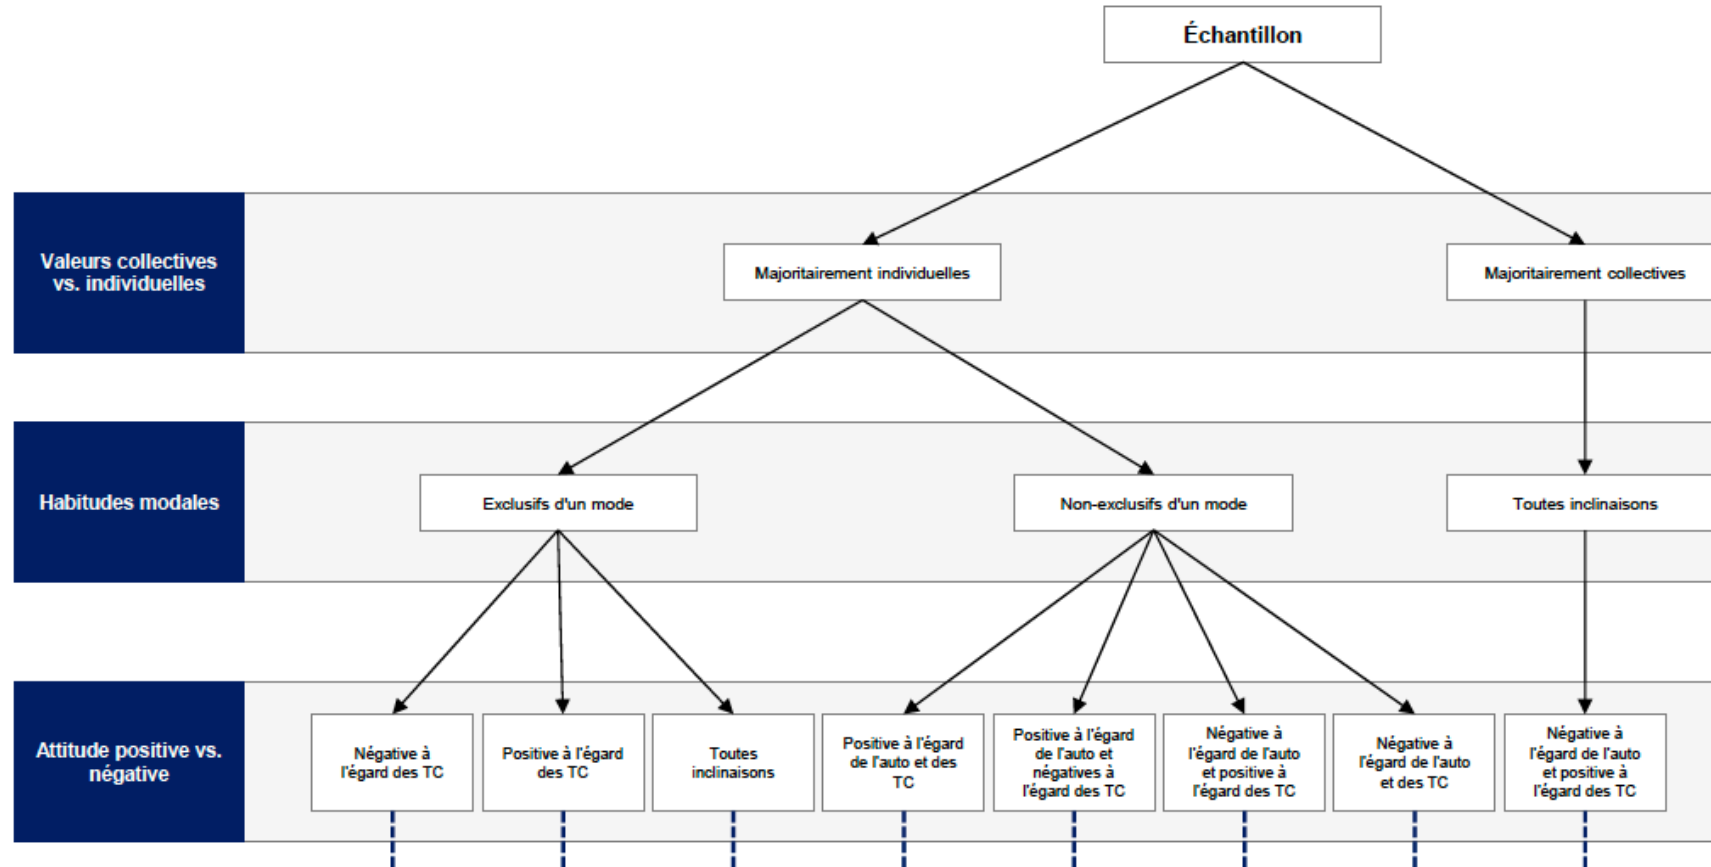 Échantillon
Valeurs collectives
vs. individuelles
Majoritairement individuelles
Majoritairement collectives
Habitudes modales
Exclusifs d'un mode
Non-exclusifs d'un mode
Toutes inclinaisons
Attitude positive vs.
négative
Négative à
l'égard des TC
Positive à l'égard
des TC
Toutes
inclinaisons
Positive à l'égard
de l'auto et des
TC
Positive à l'égard
de l'auto et
négatives à
l'égard des TC
Négative à
l'égard de l'auto
et positive à
l'égard des TC
Négative à
l'égard de l'auto
et des TC
Négative à
l'égard de l'auto
et positive à
l'égard des TC